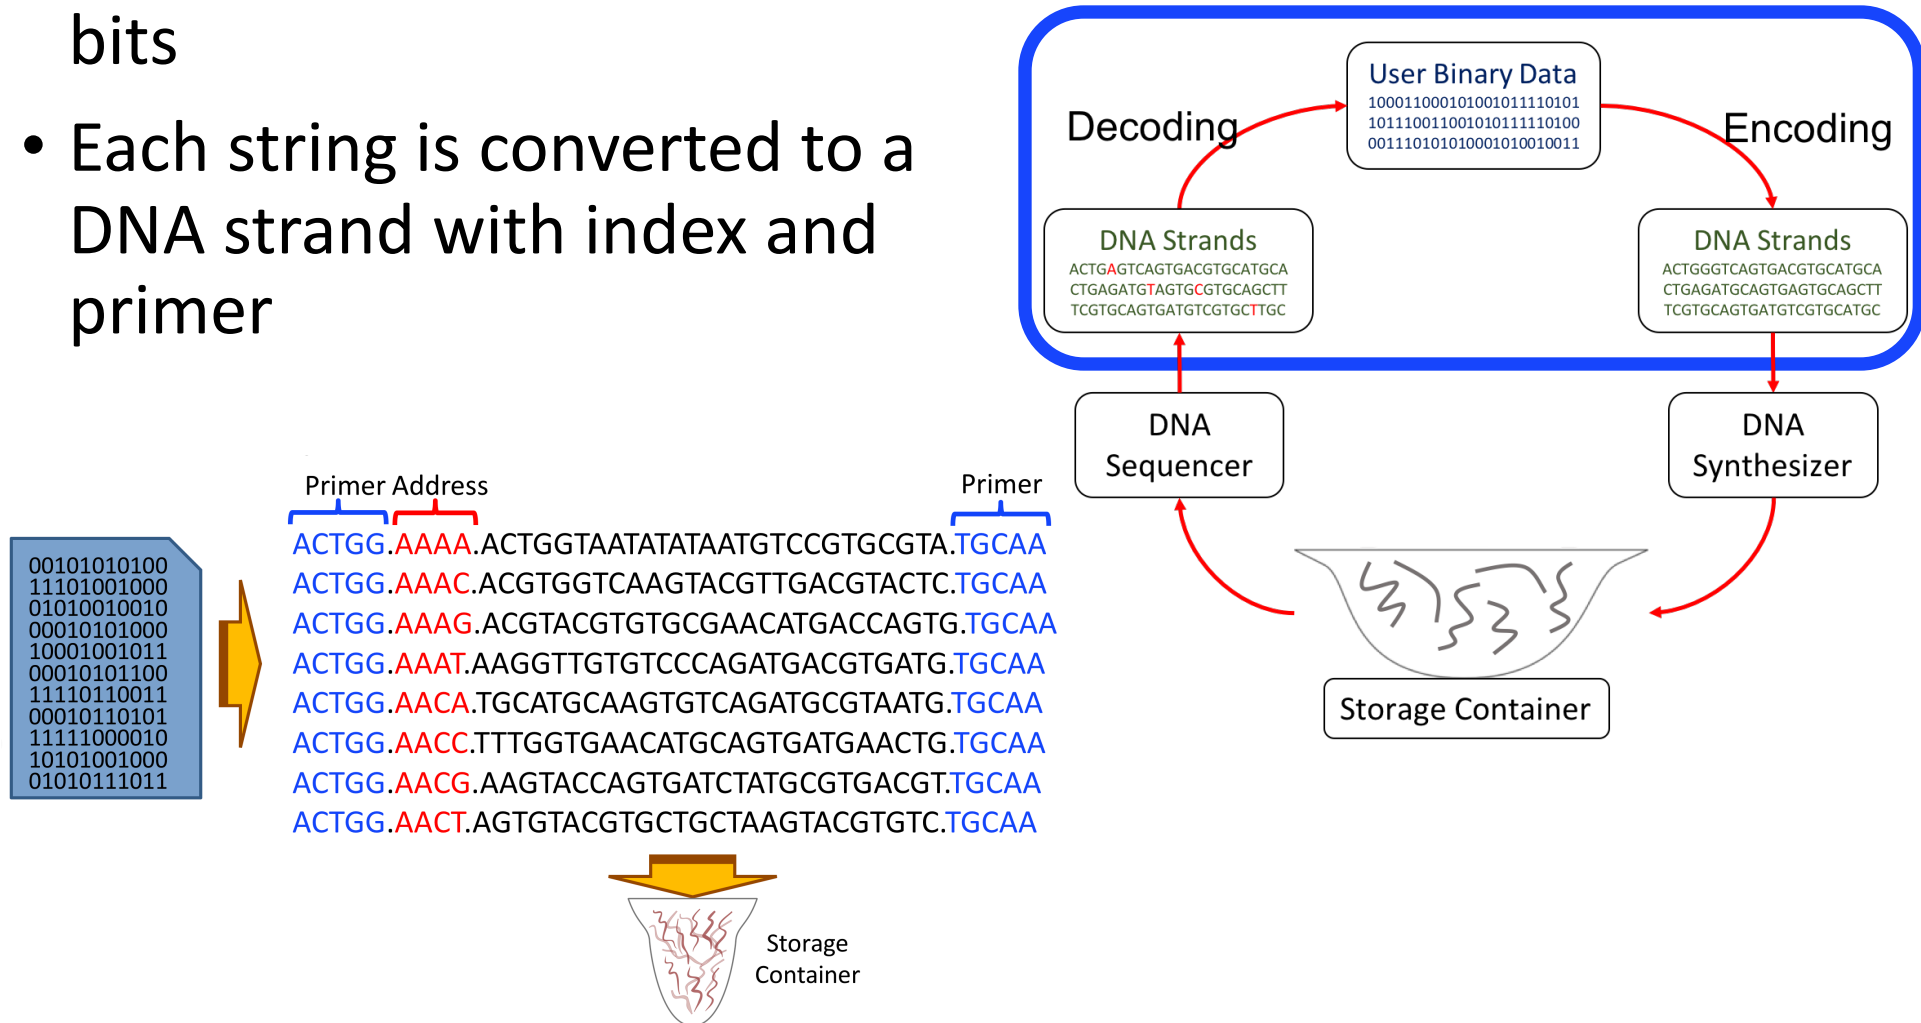 bits
• Each string is converted to a
DNA strand with index and
primer
User Binary Data
100011000101001011110101
101110011001010111110100
001110101010001010010011
Decoding
Encoding
DNA Strands
ACTGAGTCAGTGACGTGCATGCA
CTGAGATGTAGTGCGTGCAGCTT
TCGTGCAGTGATGTCGTGCTTGC
DNA Strands
ACTGGGTCAGTGACGTGCATGCA
CTGAGATGCAGTGAGTGCAGCTT
TCGTGCAGTGATGTCGTGCATGC
DNA
Sequencer
DNA
Synthesizer
Storage Container
Primer Address
Primer
00101010100
11101001000
01010010010
00010101000
10001001011
00010101100
11110110011
00010110101
11111000010
10101001000
01010111011
ACTGG.AAAA.ACTGGTAATATATAATGTCCGTGCGTA.TGCAA
ACTGG.AAAC.ACGTGGTCAAGTACGTTGACGTACTC.TGCAA
ACTGG.AAAG.ACGTACGTGTGCGAACATGACCAGTG.TGCAA
ACTGG.AAAT.AAGGTTGTGTCCCAGATGACGTGATG.TGCAA
ACTGG.AACA.TGCATGCAAGTGTCAGATGCGTAATG.TGCAA
ACTGG.AACC.TTTGGTGAACATGCAGTGATGAACTG.TGCAA
ACTGG.AACG.AAGTACCAGTGATCTATGCGTGACGT.TGCAA
ACTGG.AACT.AGTGTACGTGCTGCTAAGTACGTGTC.TGCAA
Storage
Container